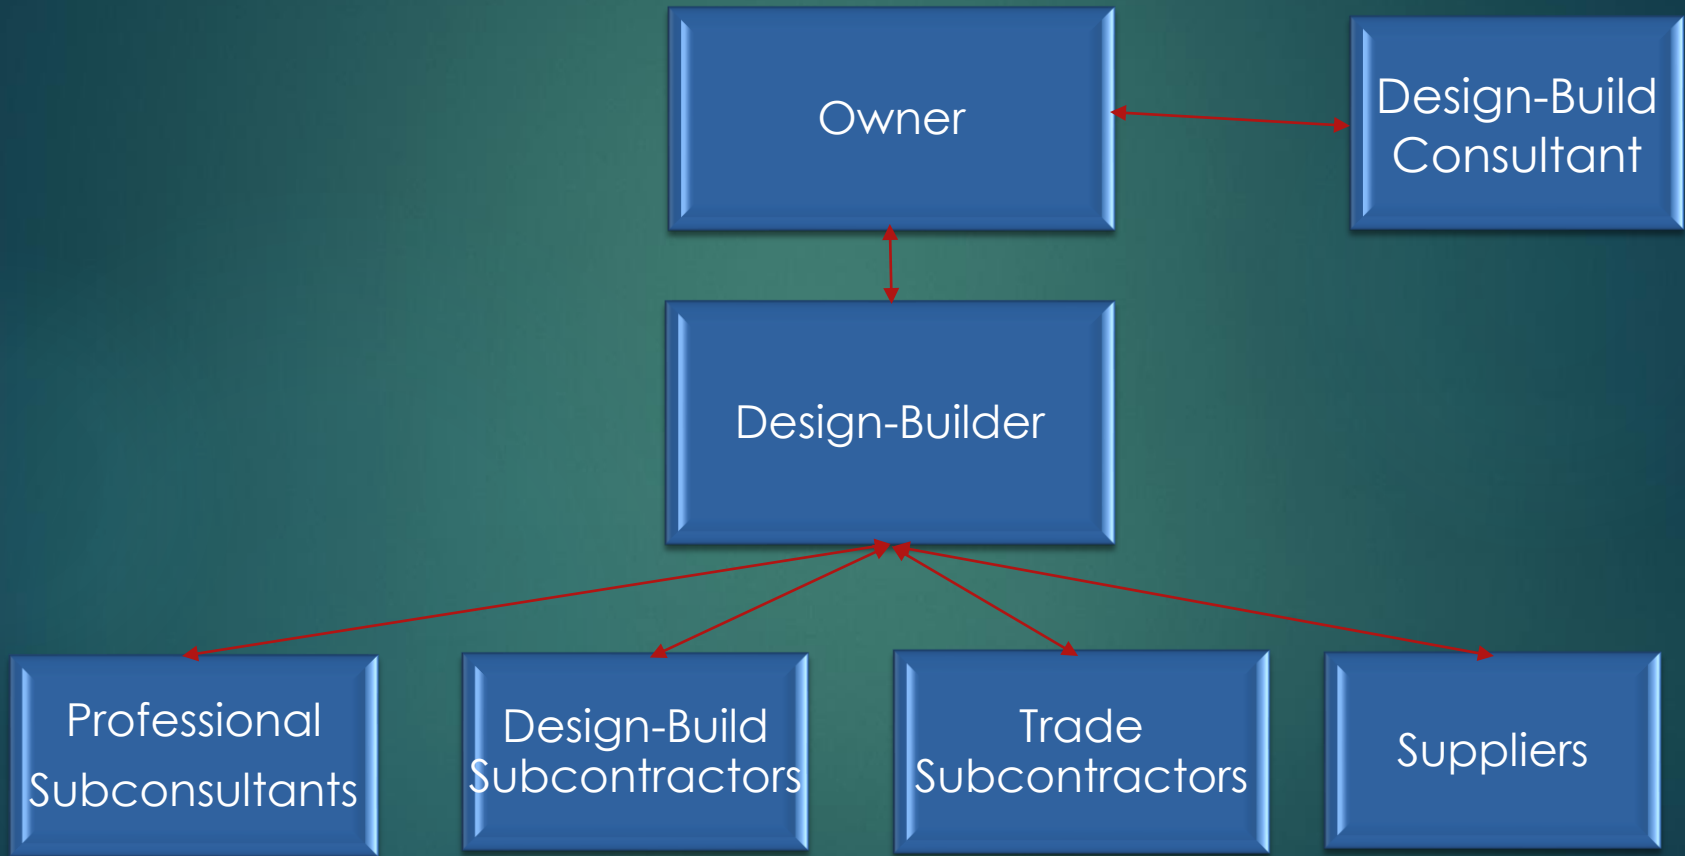 Owner
Design-Build
Consultant
Design-Builder
Professional
Subconsultants
Design-Build
Subcontractors
Trade
Subcontractors
Suppliers